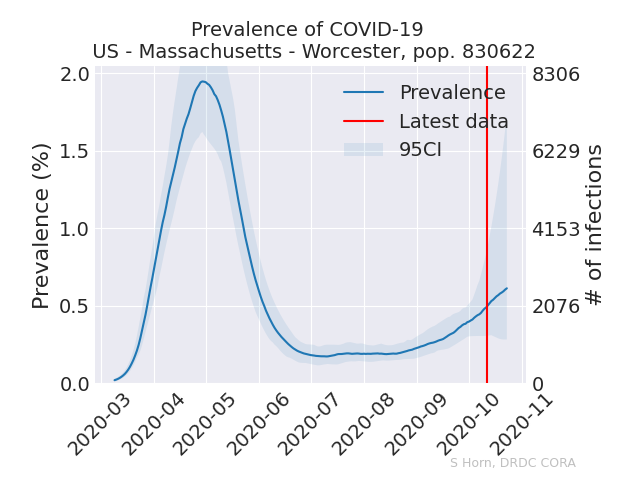 Prevalence of COVID-19
US - Massachusetts - Worcester, pop. 830622
Prevalence (%)
2.0
1.5
1.0
0.5
0.0
Prevalence
Latest data
95CI
8306
6229
4153
2076
0
# of infections
2020-03
2020-04
2020-05
2020-06
2020-07
2020-08
2020-09
2020-10
2020-11
S Horn, DRDC CORA